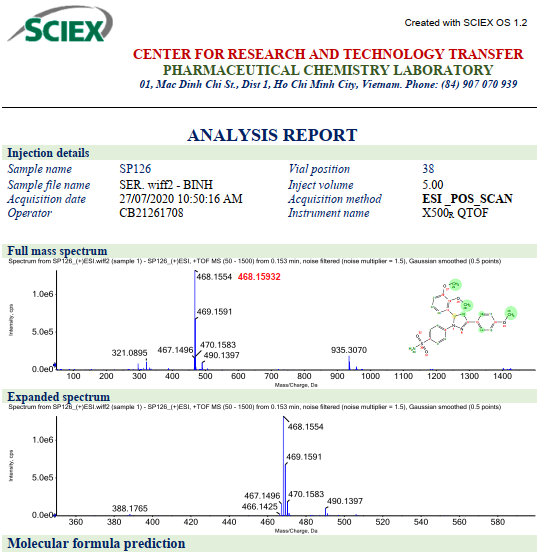 SCIEX
Created with SCIEX OS 1.2
CENTER FOR RESEARCH AND TECHNOLOGY TRANSFER
PHARMACEUTICAL CHEMISTRY LABORATORY
01, Mac Dinh Chi St., Dist 1, Ho Chi Minh City, Vietnam. Phone: (84) 907 070 939
ANALYSIS REPORT
Injection details
Sample name SP126 Vial position 38
Sample file name SER. wiff2 - BINH Inject volume 5.00
Acquisition date 27/07/2020 10:50:16 AM Acquisition method ESI _POS_SCAN
Operator CB21261708 Instrument name X500R QTOF
Full mass spectrum
Spectrum from SP126_(+)ESI.wiff2 (sample 1) - SP126_(+)ESI, +TOF MS (50 - 1500) from 0.153 min, noise filtered (noise multiplier = 1.5), Gaussian smoothed (0.5 points)
Intensity, cps
1.0e6
5.0e5
0.0e0
468.1554 468.15932
469.1591
470.1583
467.1496
490.1397
321.0895
935.3070
100 200 300 400 500 600 700 800 900 1000 1100 1200 1300 1400
Mass/Charge, Da
Expanded spectrum
Spectrum from SP126_(+)ESI.wiff2 (sample 1) - SP126_(+)ESI, +TOF MS (50 - 1500) from 0.153 min, noise filtered (noise multiplier = 1.5), Gaussian smoothed (0.5 points)
Intensity, cps
1.0e6
5.0e5
0.0e0
468.1554
469.1591
467.1496
470.1583
466.1425
490.1397
388.1765
360 380 400 420 440 460 480 500 520 540 560 580
Mass/Charge, Da
Molecular formula prediction